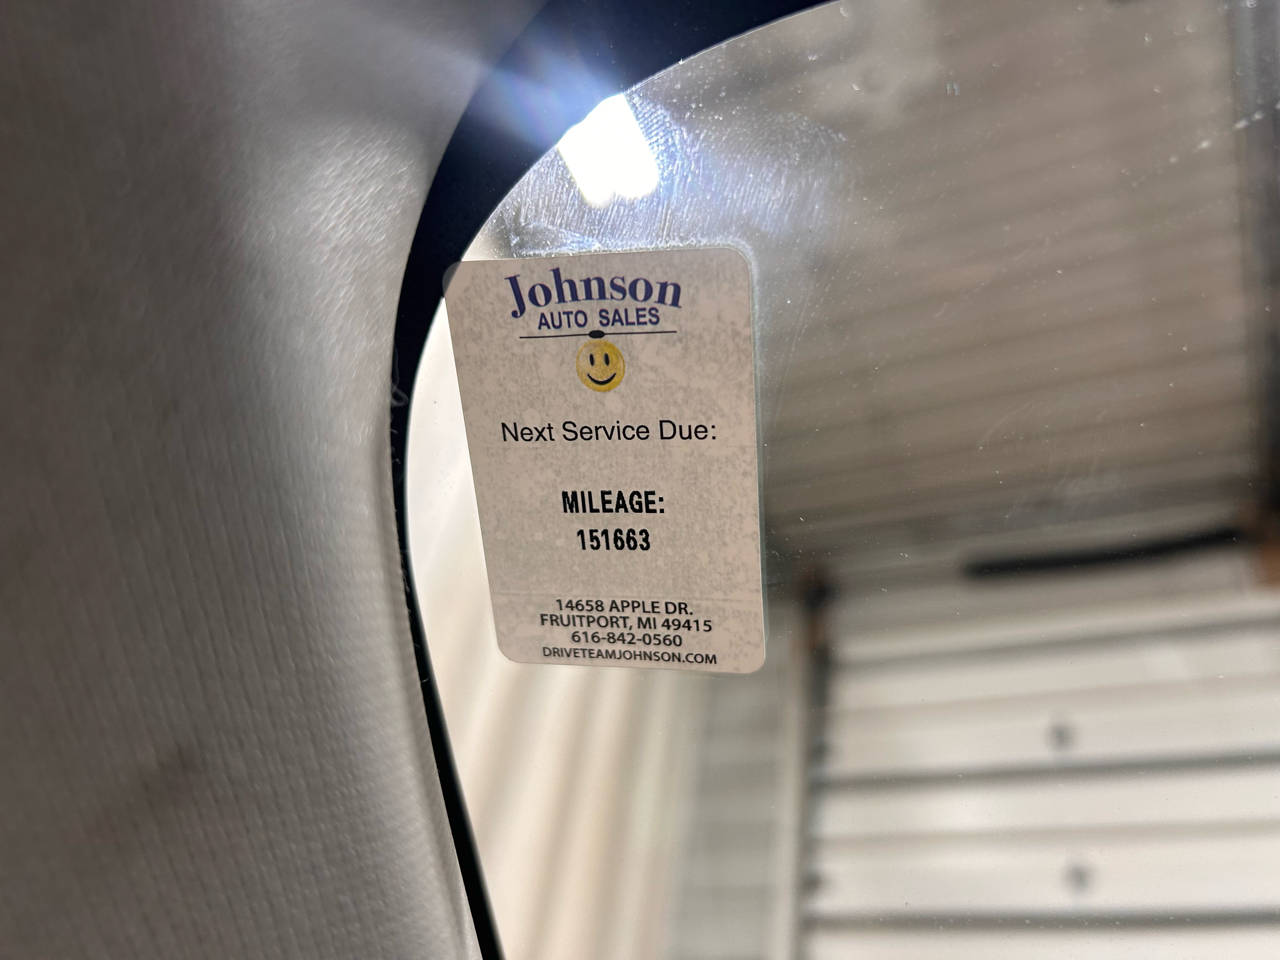 Johnson
AUTO SALES
Next Service Due:
MILEAGE:
151663
14658 APPLE DR.
FRUITPORT, MI 49415
616-842-0560
DRIVETEAMJOHNSON.COM